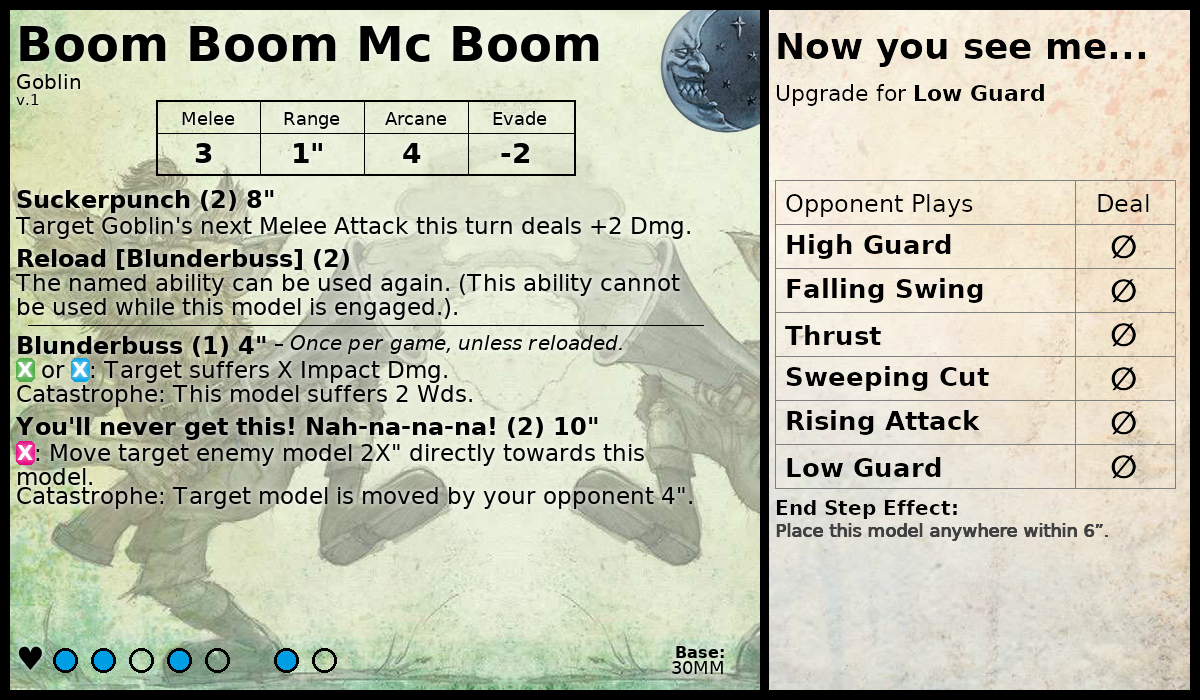 Boom Boom Mc Boom
Goblin
v.1
Melee Range Arcane Evade
3 1" 4 -2
Suckerpunch (2) 8"
Target Goblin's next Melee Attack this turn deals +2 Dmg.
Reload [Blunderbuss] (2)
The named ability can be used again. (This ability cannot
be used while this model is engaged.).
Blunderbuss (1) 4" – Once per game, unless reloaded.
X or X: Target suffers X Impact Dmg.
Catastrophe: This model suffers 2 Wds.
You'll never get this! Nah-na-na-na! (2) 10"
X: Move target enemy model 2X" directly towards this
model.
Catastrophe: Target model is moved by your opponent 4".
Base:
30MM
Now you see me...
Upgrade for Low Guard
Opponent Plays Deal
High Guard ∅
Falling Swing ∅
Thrust ∅
Sweeping Cut ∅
Rising Attack ∅
Low Guard ∅
End Step Effect:
Place this model anywhere within 6”.